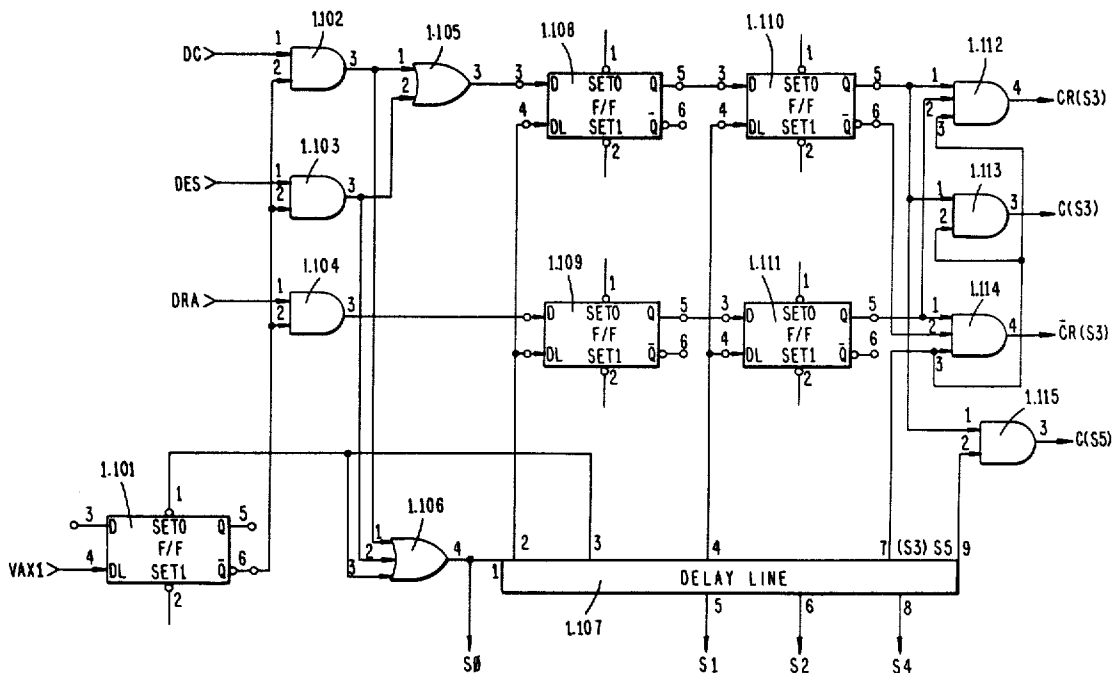 1.102
1.105
1.108
1.110
1.112
DC
1
2
3
1
2
3
3
4
1
D SET0 Q
F/F
DL SET1 Q̄
2
5
6
3
4
1
D SET0 Q
F/F
DL SET1 Q̄
2
5
6
1
2
3
4
CR(S3)
1.103
DES
1
2
3
1.113
1
2
3
C(S3)
1.104
DRA
1
2
3
1.109
1
D SET0 Q
F/F
DL SET1 Q̄
2
5
6
1.111
3
4
1
D SET0 Q
F/F
DL SET1 Q̄
2
5
6
1.114
1
2
3
4
C̄R(S3)
1.115
1
2
3
C(S5)
1.101
VAX1
3
4
1
D SET0 Q
F/F
DL SET1 Q̄
2
5
6
1.106
1
2
3
4
1
2
3
4
7 (S3) S5 9
DELAY LINE
1.107
5
6
8
SØ
S1
S2
S4